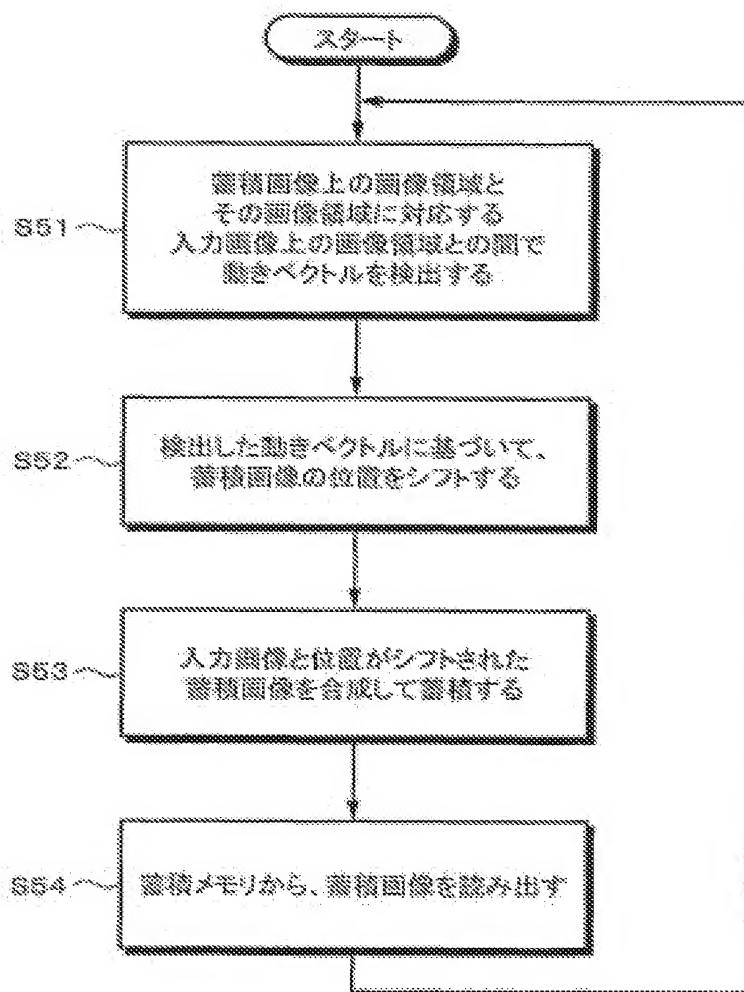 スタート
S51
蓄積画像上の画像領域と
その画像領域に対応する
入力画像上の画像領域との間で
動きベクトルを検出する
S52
検出した動きベクトルに基づいて、
蓄積画像の位置をシフトする
S53
入力画像と位置がシフトされた
蓄積画像を合成して蓄積する
S54
蓄積メモリから、蓄積画像を読み出す